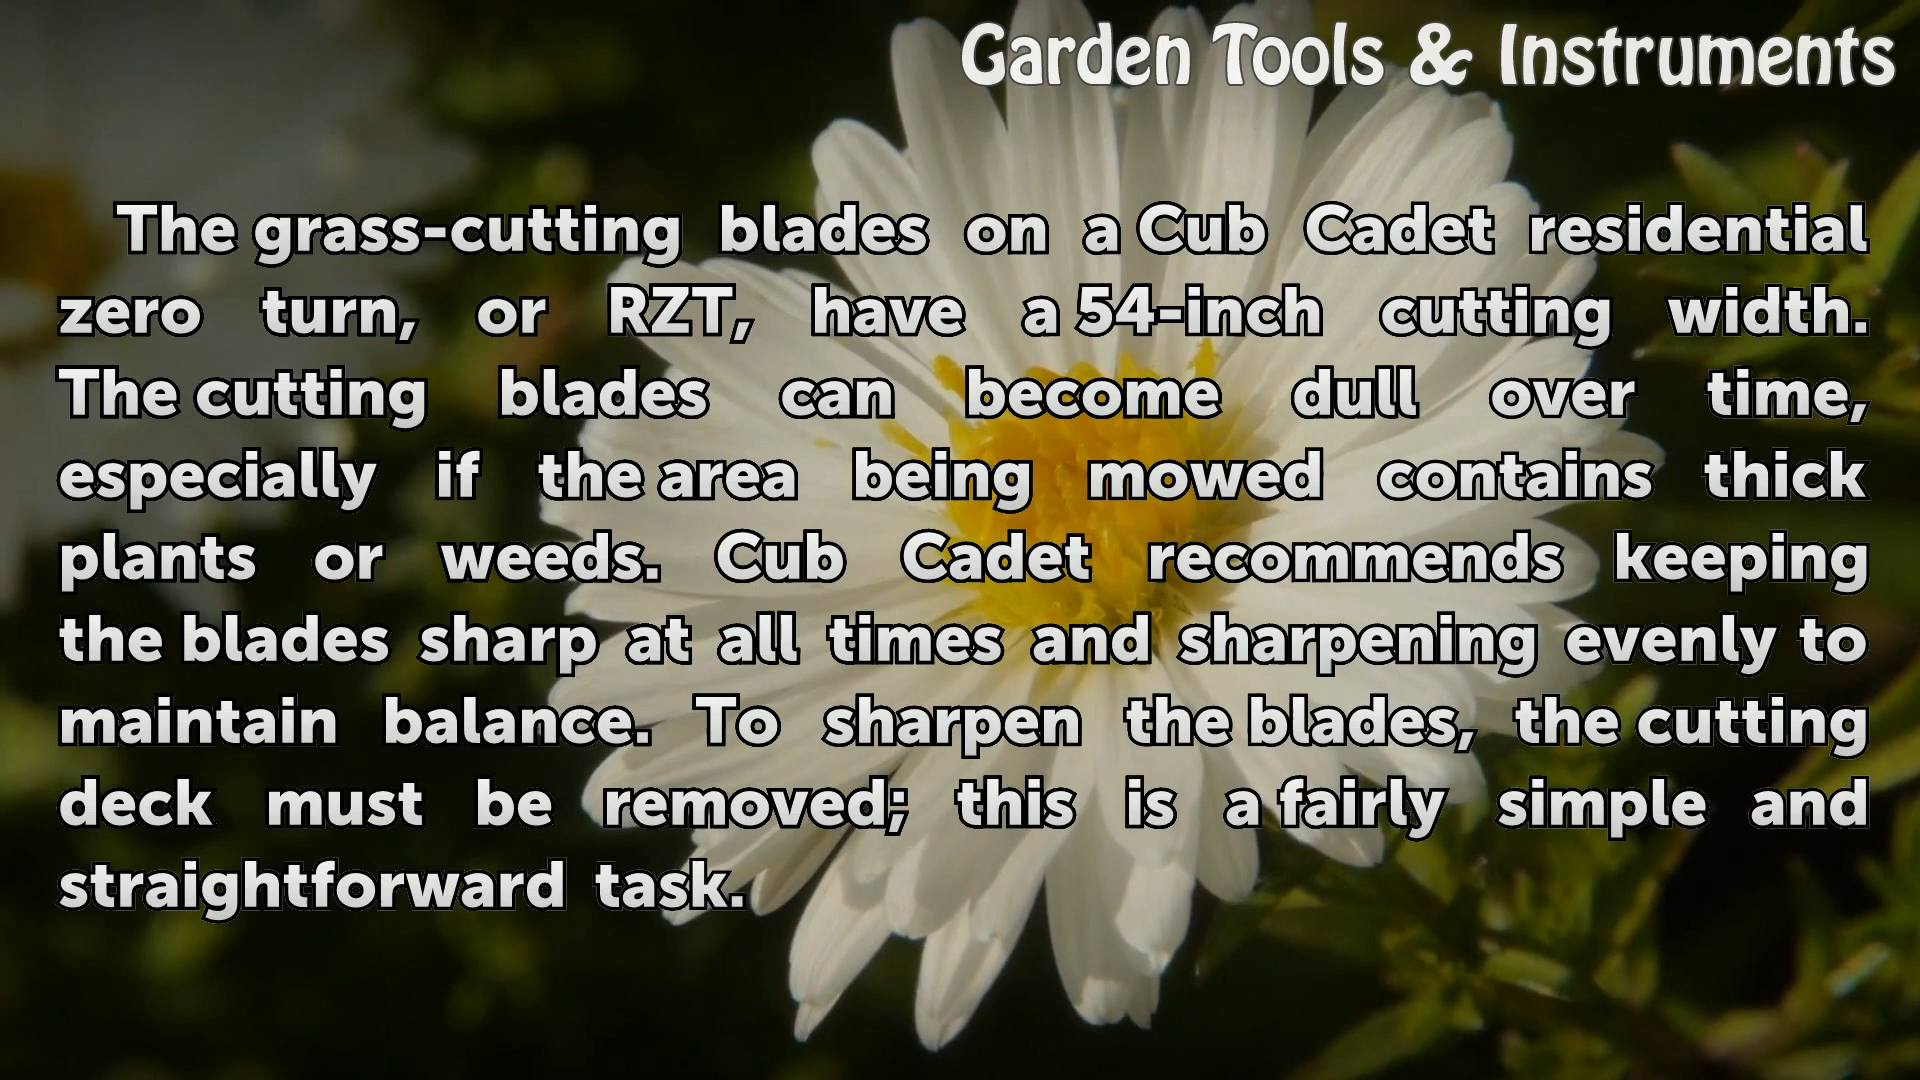 Garden Tools & Instruments
The grass-cutting blades on a Cub Cadet residential
zero turn, or RZT, have a 54-inch cutting width.
The cutting blades can become dull over time,
especially if the area being mowed contains thick
plants or weeds. Cub Cadet recommends keeping
the blades sharp at all times and sharpening evenly to
maintain balance. To sharpen the blades, the cutting
deck must be removed; this is a fairly simple and
straightforward task.